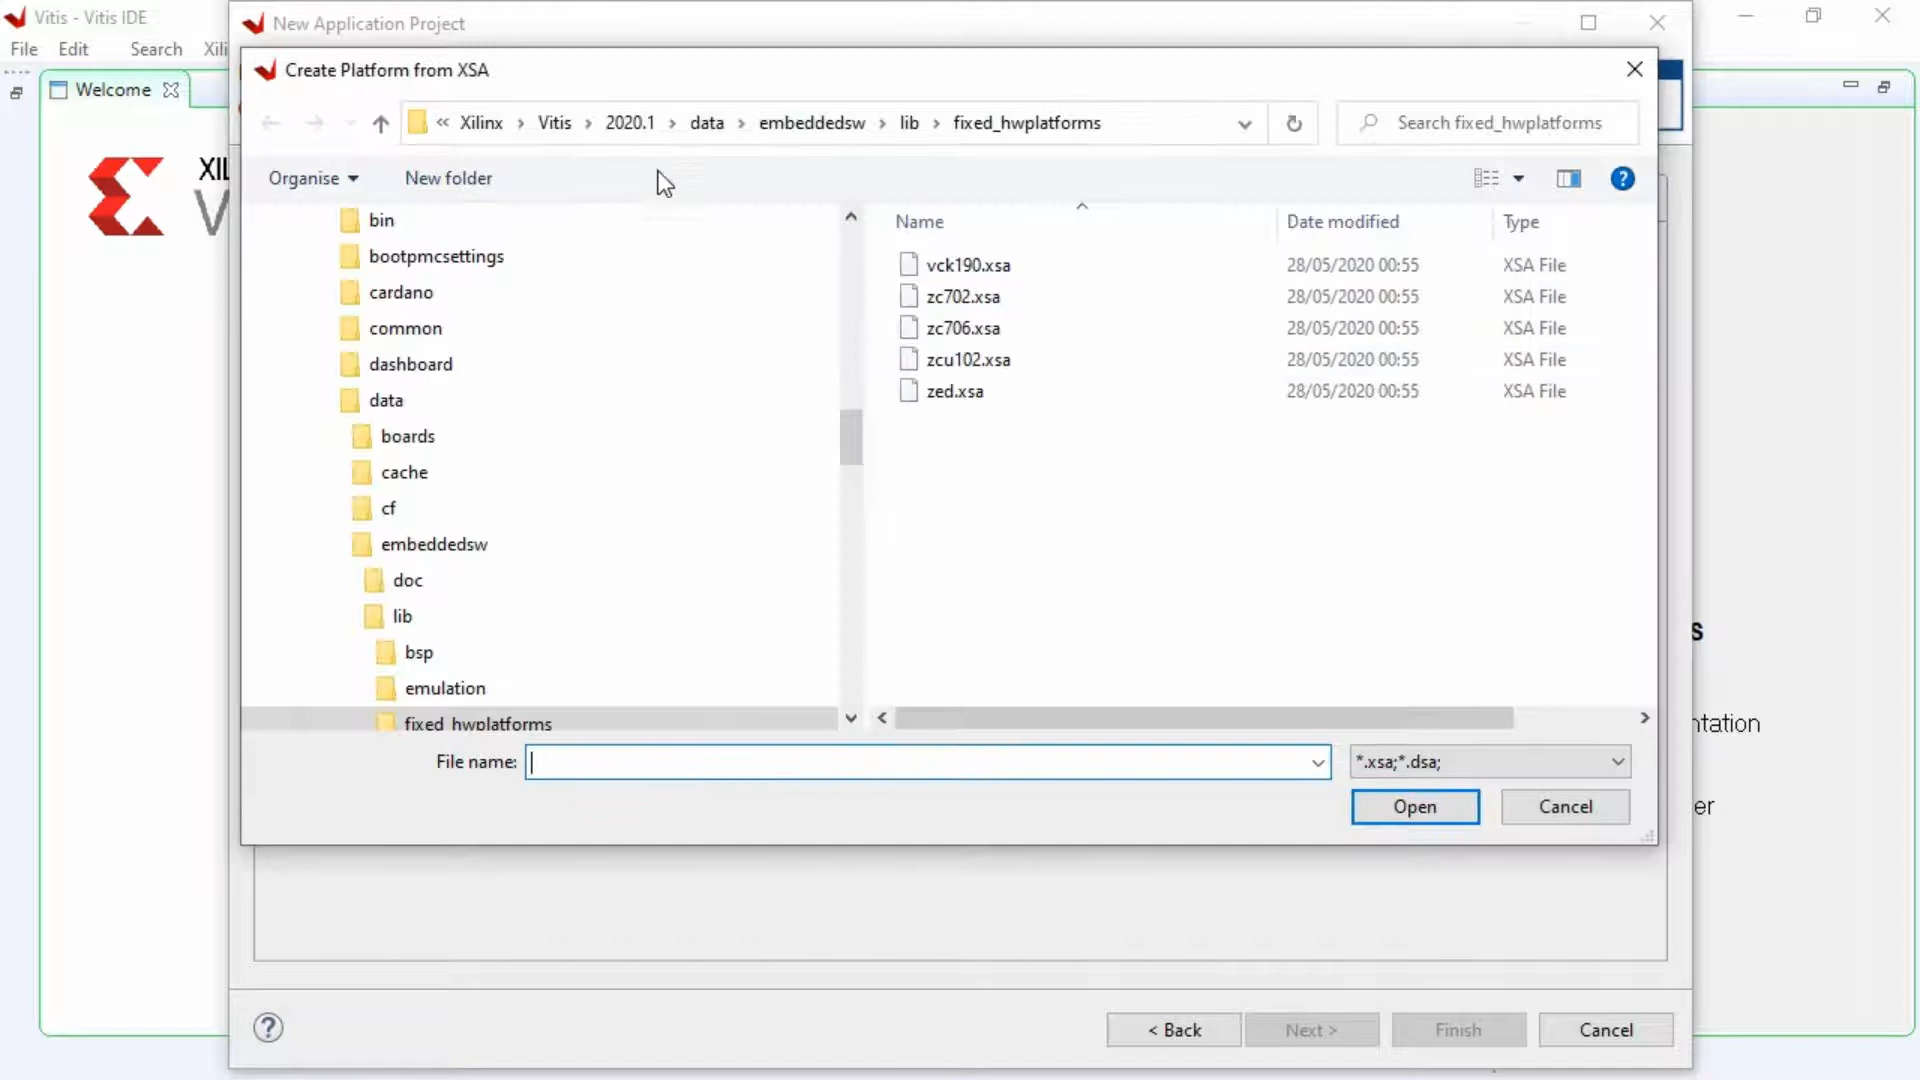 Vitis - Vitis IDE
New Application Project
File Edit Search Xili
Create Platform from XSA
Welcome
« Xilinx > Vitis > 2020.1 > data > embeddedsw > lib > fixed_hwplatforms
Search fixed_hwplatforms
Organise
New folder
?
XIL
V
bin
bootpmcsettings
cardano
common
dashboard
data
boards
cache
cf
embeddedsw
doc
lib
bsp
emulation
fixed_hwplatforms
Name Date modified Type
vck190.xsa 28/05/2020 00:55 XSA File
zc702.xsa 28/05/2020 00:55 XSA File
zc706.xsa 28/05/2020 00:55 XSA File
zcu102.xsa 28/05/2020 00:55 XSA File
zed.xsa 28/05/2020 00:55 XSA File
s
ntation
er
File name:
*.xsa;*.dsa;
Open Cancel
?
< Back Next > Finish Cancel